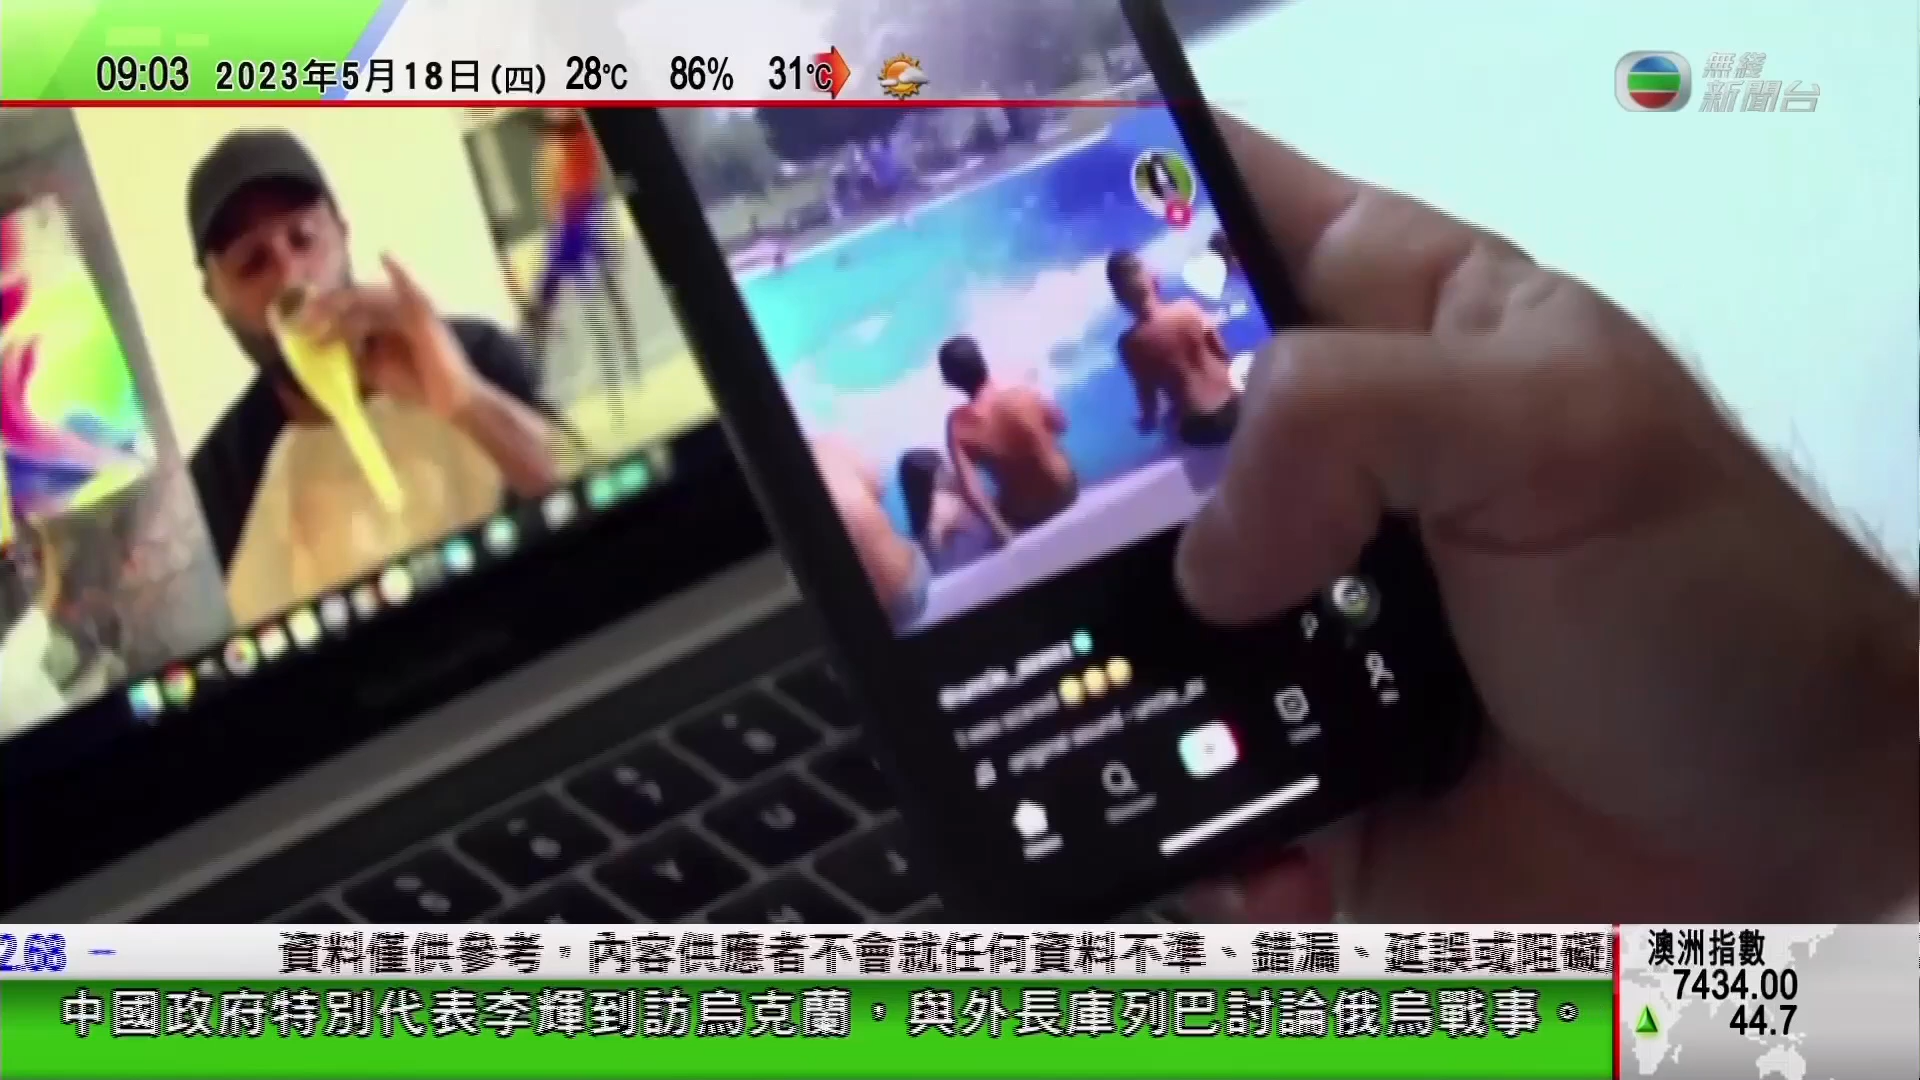 09:03 2023年5月18日(四) 28℃ 86% 31℃
無綫
新聞台
2.68 –
資料僅供參考，內容供應者不會就任何資料不準、錯漏、延誤或阻礙
澳洲指數
7434.00
44.7
中國政府特別代表李輝到訪烏克蘭，與外長庫列巴討論俄烏戰事。